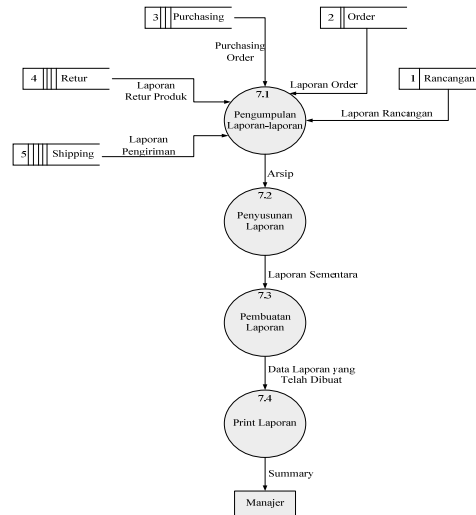 3 Purchasing
2 Order
Purchasing
Order
4 Retur
Laporan
Retur Produk
Laporan Order
1 Rancangan
7.1
Pengumpulan
Laporan-laporan
Laporan Rancangan
5 Shipping
Laporan
Pengiriman
Arsip
7.2
Penyusunan
Laporan
Laporan Sementara
7.3
Pembuatan
Laporan
Data Laporan yang
Telah Dibuat
7.4
Print Laporan
Summary
Manajer